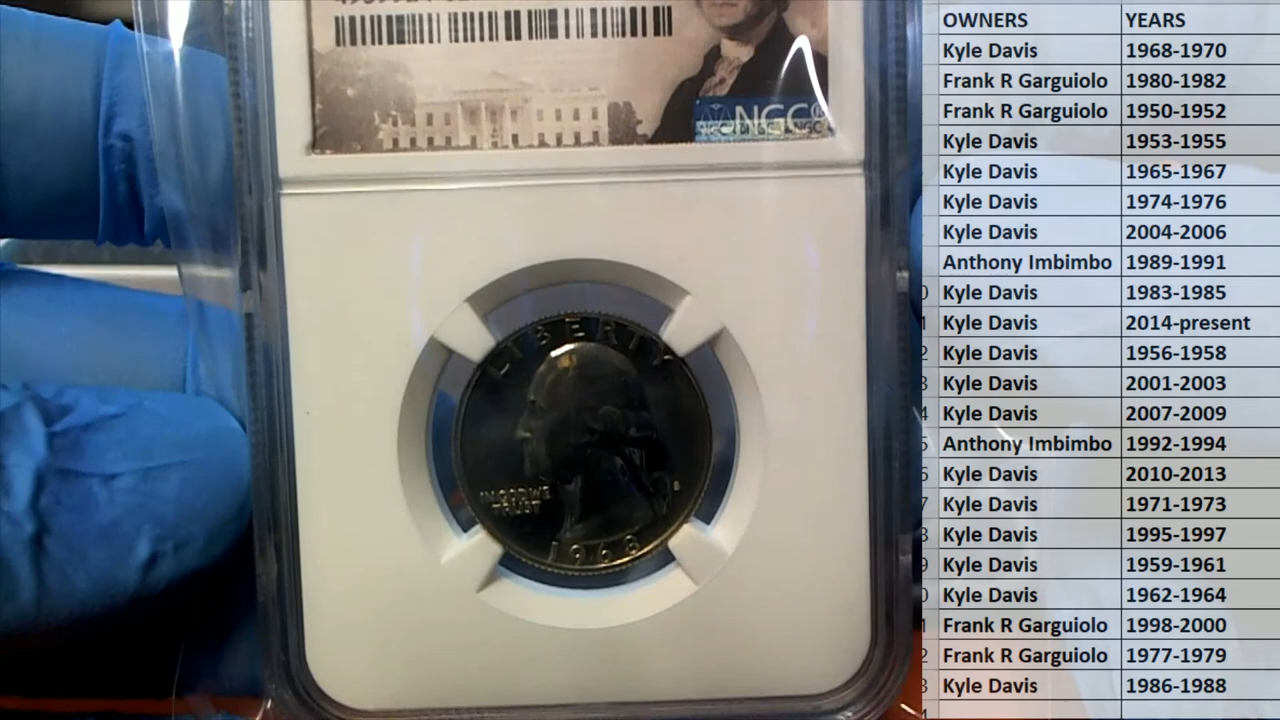 NGC
LIBERTY
IN GOD WE
TRUST
S
1968
OWNERS YEARS
Kyle Davis 1968-1970
Frank R Garguiolo 1980-1982
Frank R Garguiolo 1950-1952
Kyle Davis 1953-1955
Kyle Davis 1965-1967
Kyle Davis 1974-1976
Kyle Davis 2004-2006
Anthony Imbimbo 1989-1991
Kyle Davis 1983-1985
Kyle Davis 2014-present
Kyle Davis 1956-1958
Kyle Davis 2001-2003
Kyle Davis 2007-2009
Anthony Imbimbo 1992-1994
Kyle Davis 2010-2013
Kyle Davis 1971-1973
Kyle Davis 1995-1997
Kyle Davis 1959-1961
Kyle Davis 1962-1964
Frank R Garguiolo 1998-2000
Frank R Garguiolo 1977-1979
Kyle Davis 1986-1988